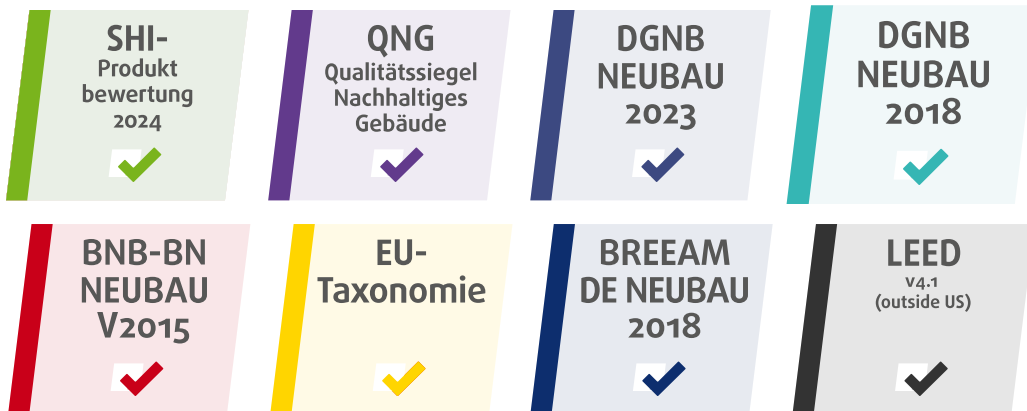 SHI-
Produkt
bewertung
2024
QNG
Qualitätssiegel
Nachhaltiges
Gebäude
DGNB
NEUBAU
2023
DGNB
NEUBAU
2018
BNB-BN
NEUBAU
V2015
EU-
Taxonomie
BREEAM
DE NEUBAU
2018
LEED
v4.1
(outside US)